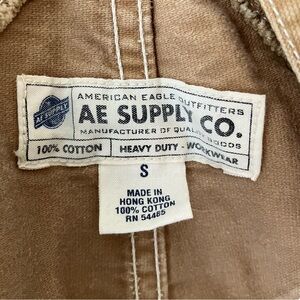 AMERICAN EAGLE OUTFITTERS
AE SUPPLY
AE SUPPLY CO.
MANUFACTURER OF QUALITY GOODS
100% COTTON HEAVY DUTY - WORKWEAR
S
MADE IN
HONG KONG
100% COTTON
RN 54485